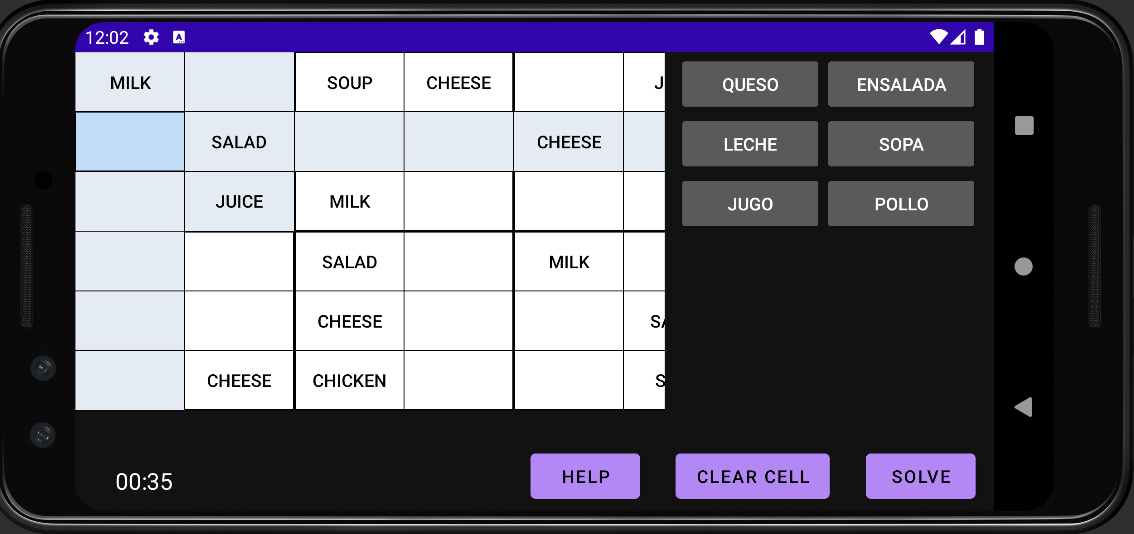 12:02
MILK SOUP CHEESE J
SALAD CHEESE
JUICE MILK
SALAD MILK
CHEESE SA
CHEESE CHICKEN S
QUESO ENSALADA
LECHE SOPA
JUGO POLLO
00:35 HELP CLEAR CELL SOLVE